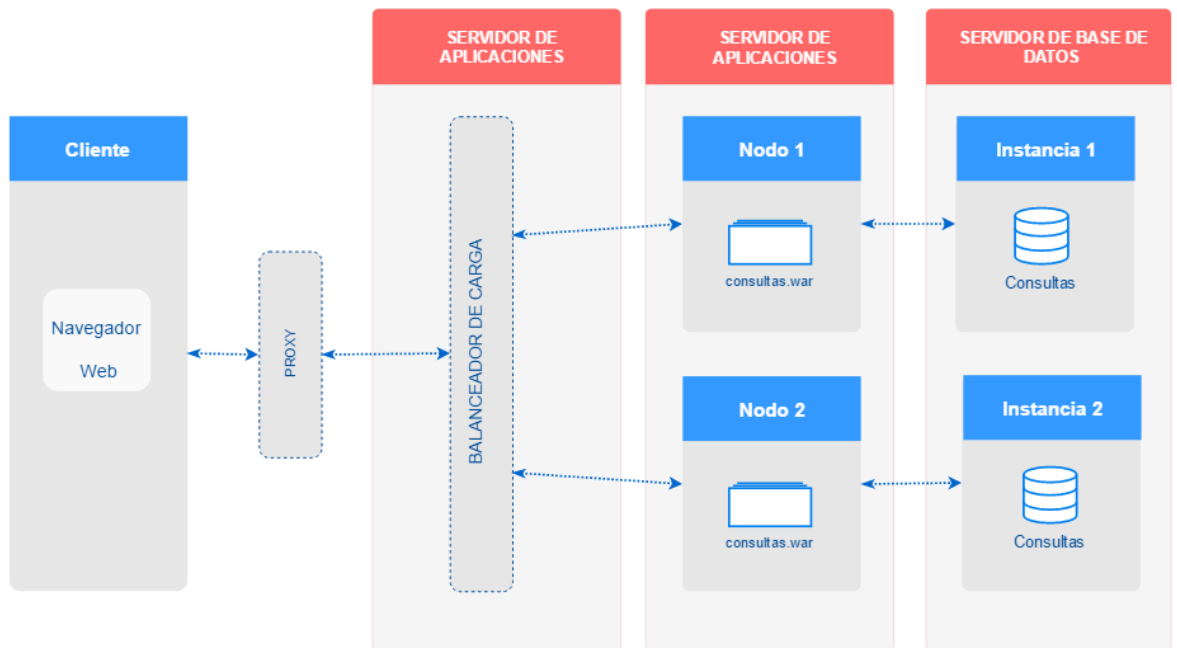 SERVIDOR DE
APLICACIONES
SERVIDOR DE
APLICACIONES
SERVIDOR DE BASE DE
DATOS
Cliente
Navegador
Web
PROXY
BALANCEADOR DE CARGA
Nodo 1
consultas.war
Instancia 1
Consultas
Nodo 2
consultas.war
Instancia 2
Consultas